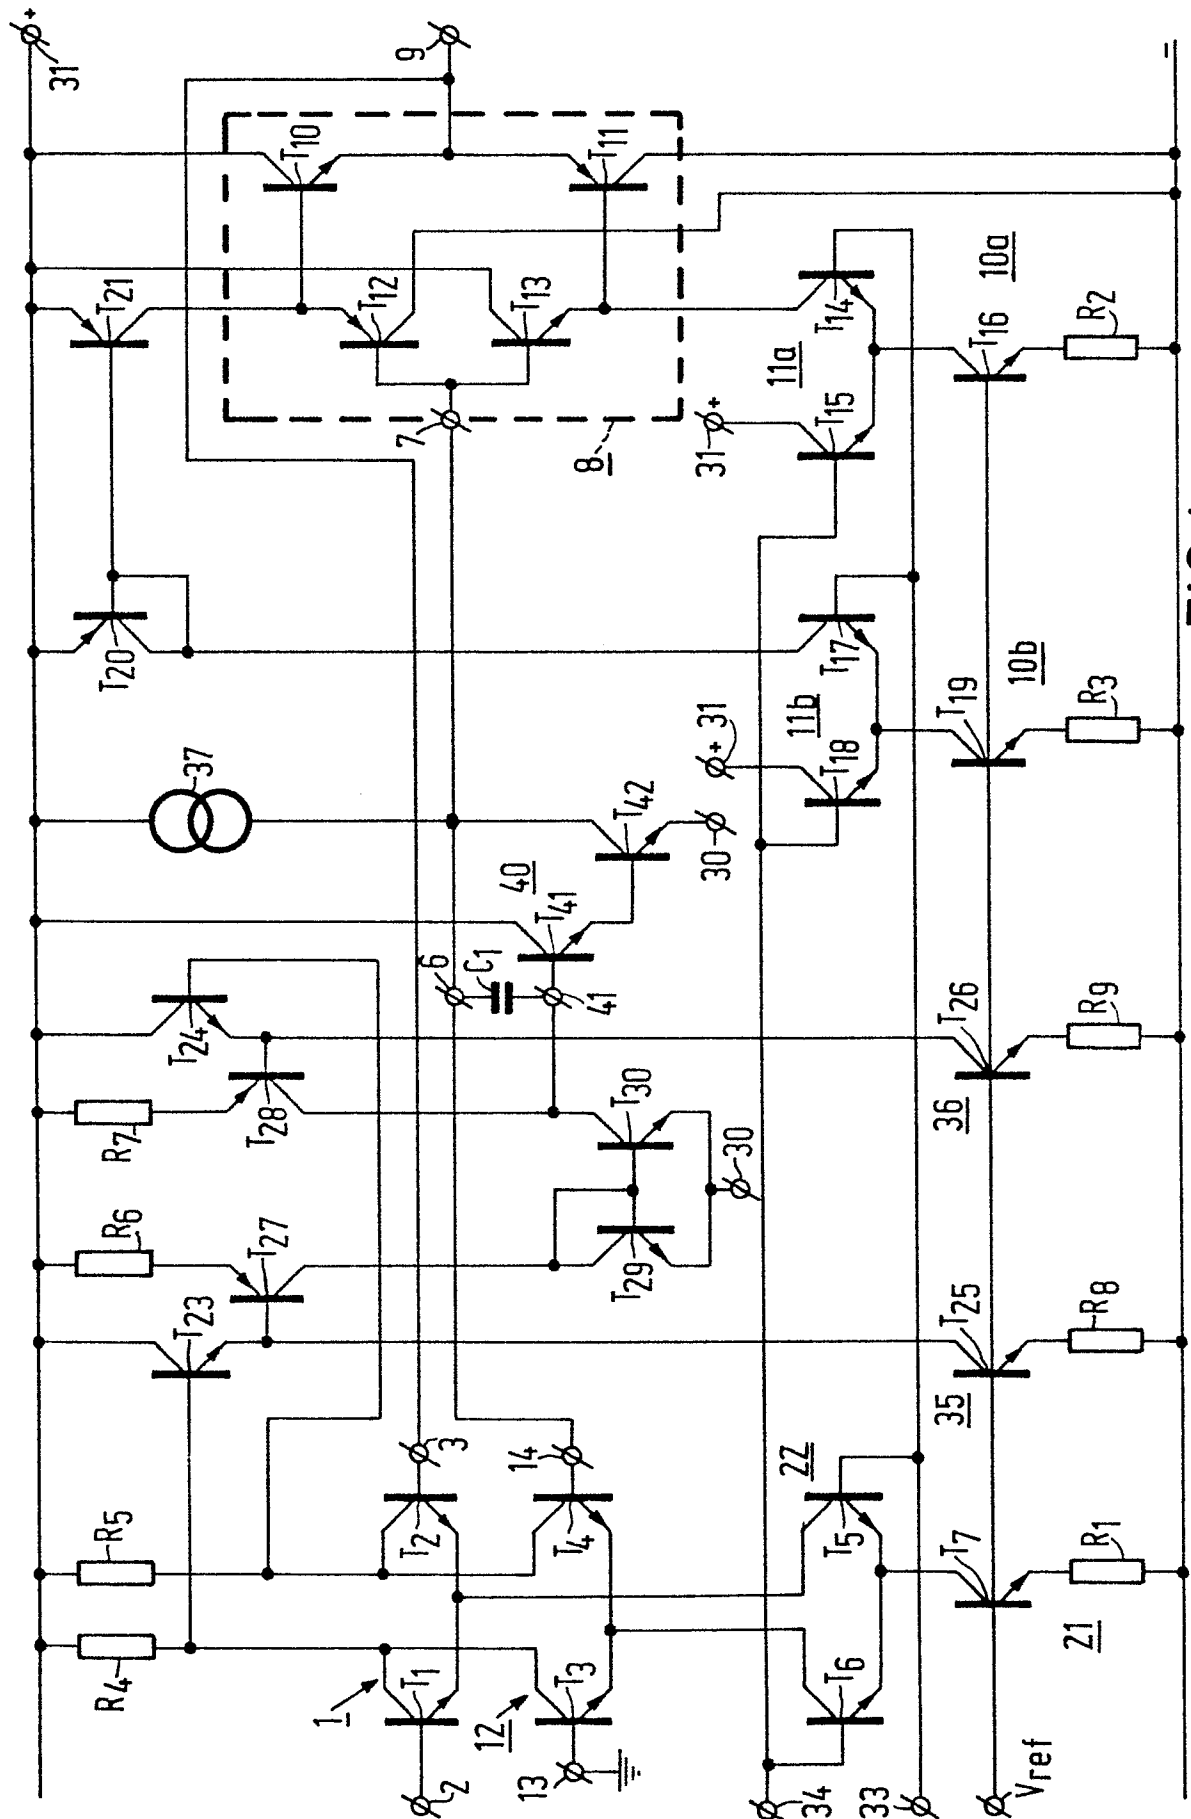 +
31
9
T10
T11
T21
T12
T13
7
8
10a
T14
T16
R2
11a
T15
+
31
T20
T17
11b
T18
T19
10b
R3
+
31
37
T42
30
40
T41
6
C1
41
T24
T28
R7
T30
30
T26
R9
36
R6
T27
T29
T23
T25
R8
35
3
14
22
R5
T2
T4
T5
T7
R1
21
R4
1
T1
12
T3
T6
2
13
34
33
Vref
–